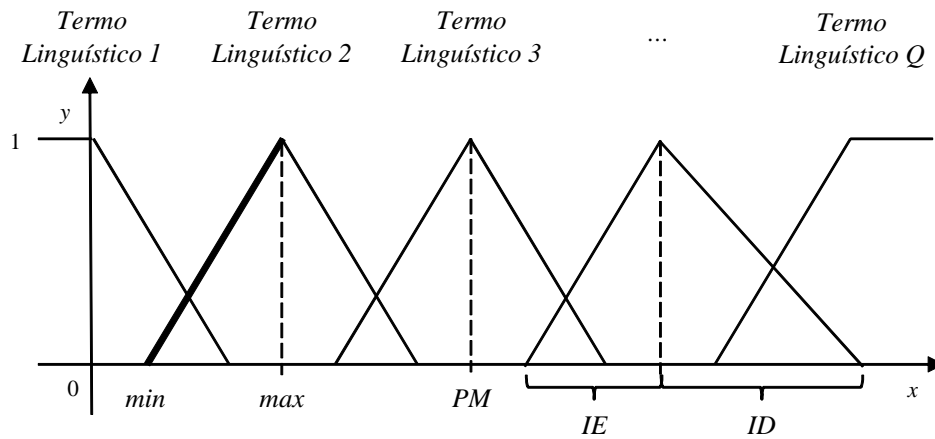 Termo
Linguístico 1
Termo
Linguístico 2
Termo
Linguístico 3
...
Termo
Linguístico Q
y
1
0
min
max
PM
IE
ID
x